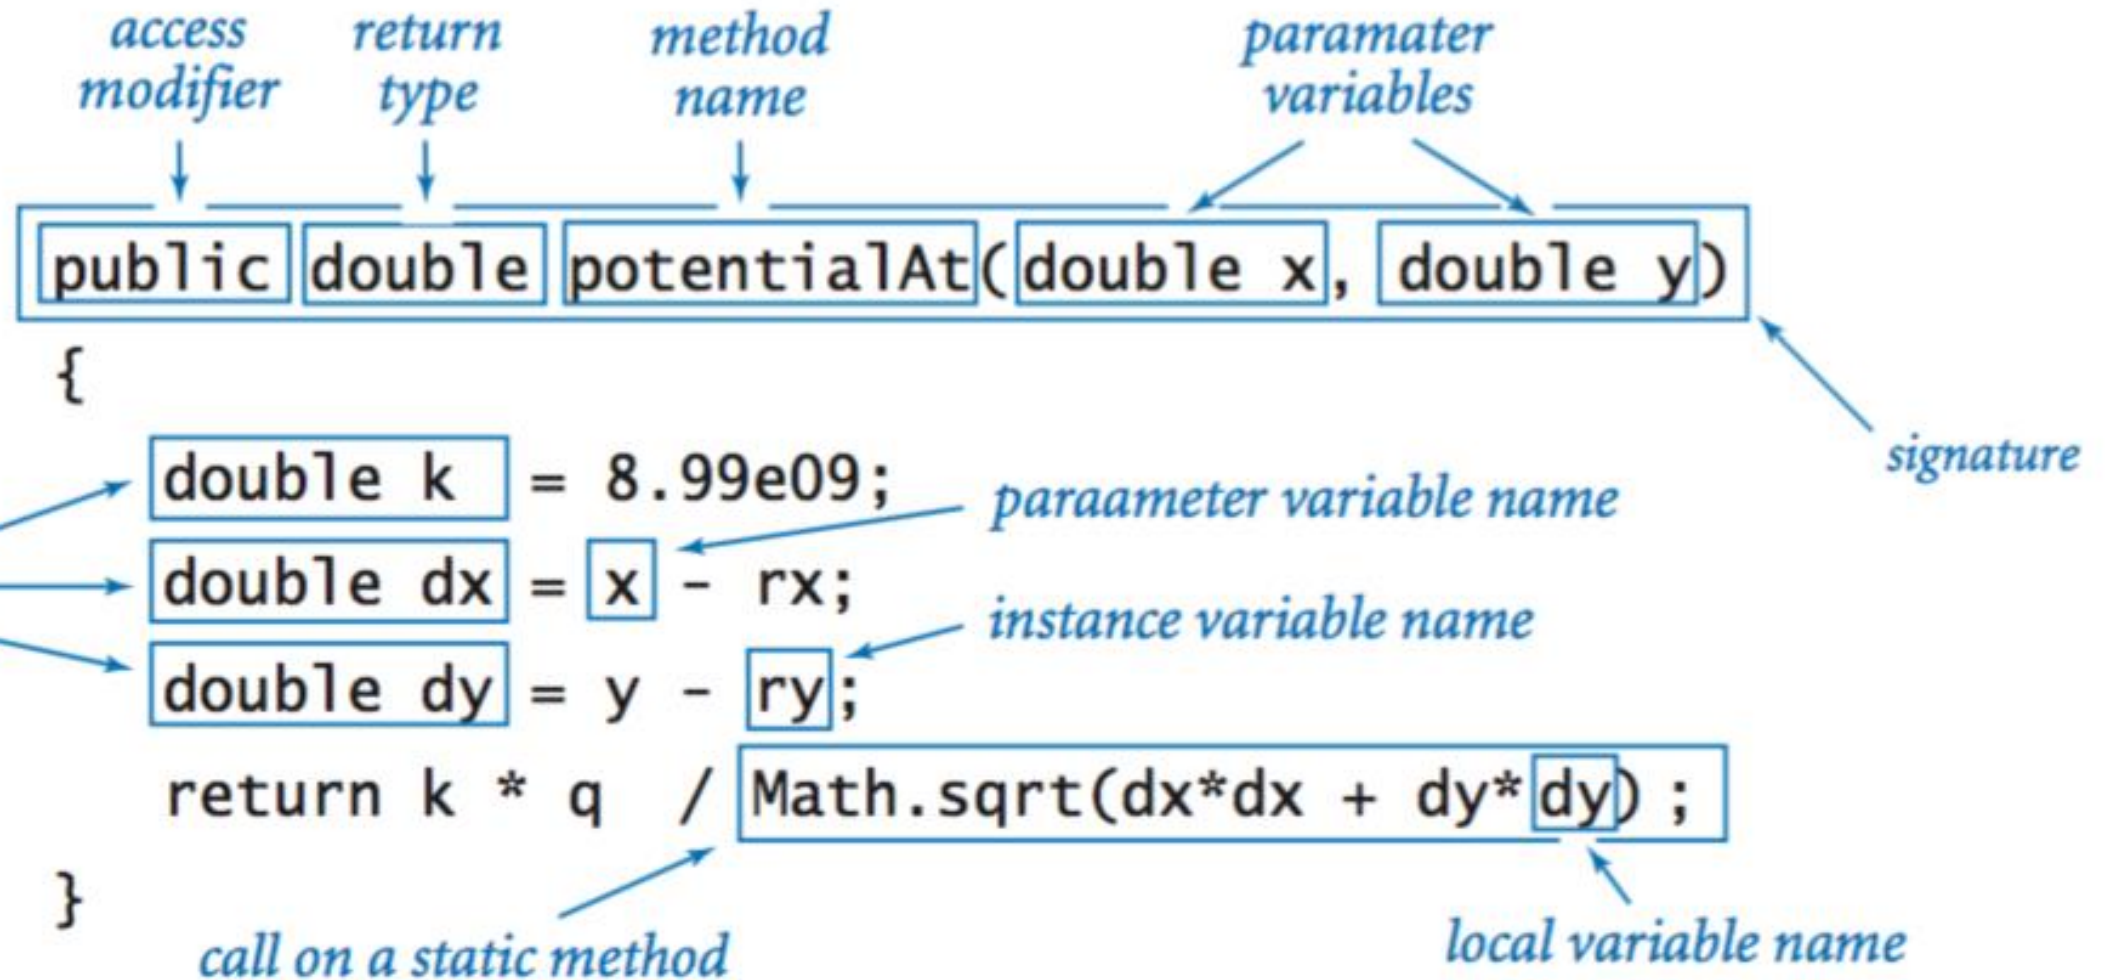 access
modifier
return
type
method
name
paramater
variables
public double potentialAt(double x, double y)
signature
{
double k = 8.99e09;
paraameter variable name
double dx = x - rx;
instance variable name
double dy = y - ry;
return k * q / Math.sqrt(dx*dx + dy*dy) ;
}
call on a static method
local variable name